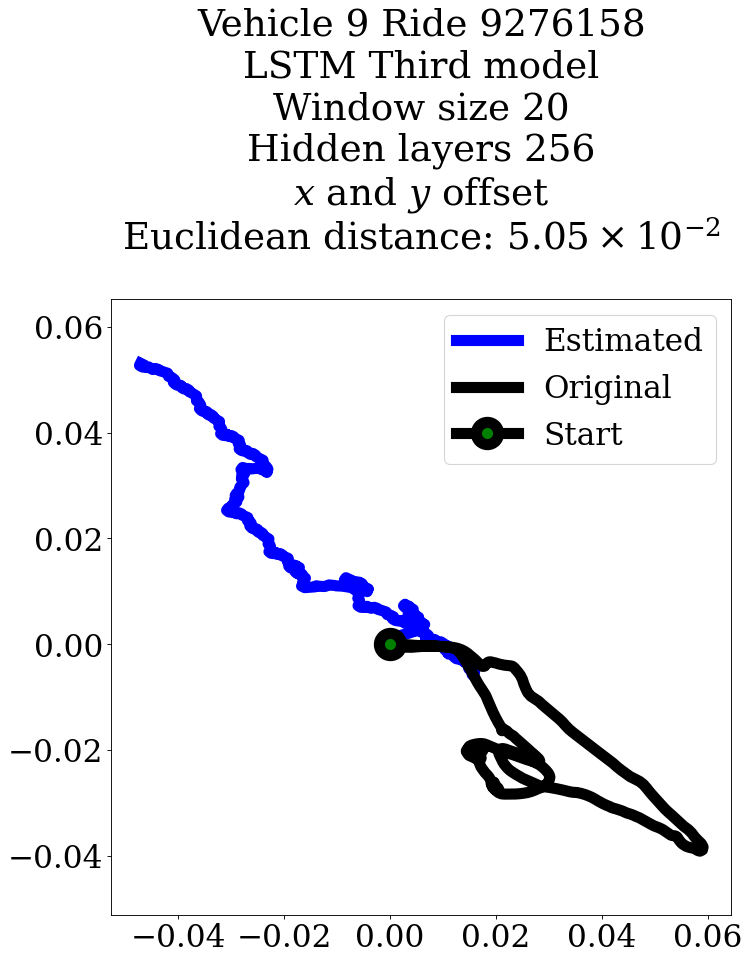 Vehicle 9 Ride 9276158
LSTM Third model
Window size 20
Hidden layers 256
x and y offset
Euclidean distance: 5.05 × 10⁻²
0.06
Estimated
Original
0.04
Start
0.02
0.00
−0.02
−0.04
−0.04 −0.02 0.00 0.02 0.04 0.06